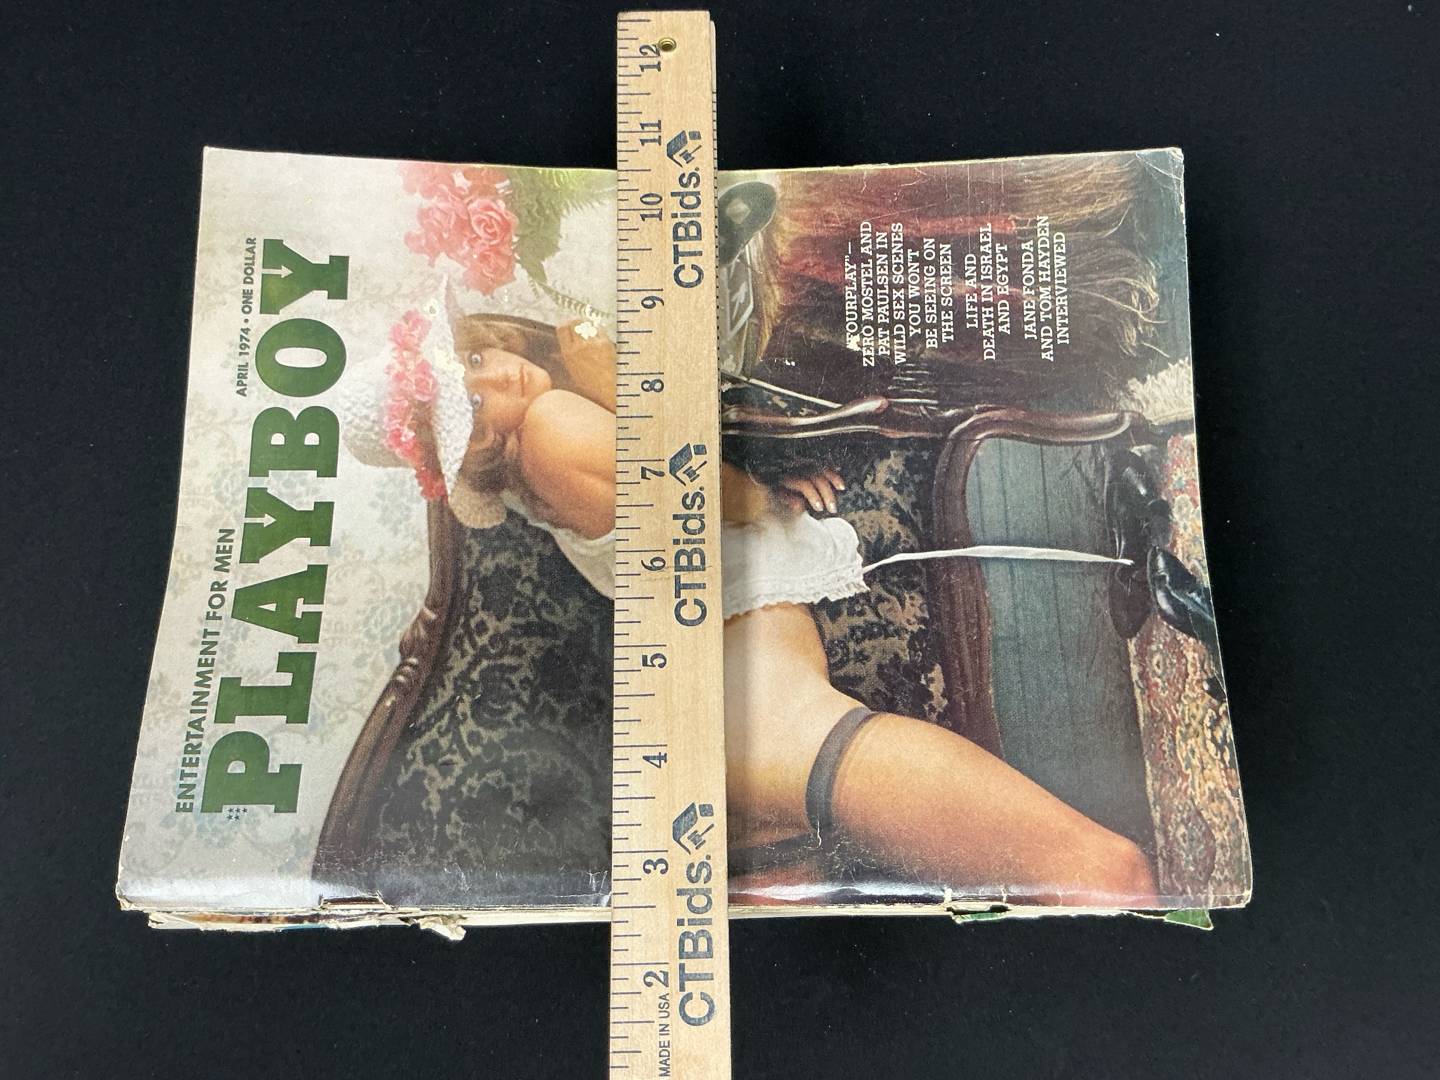 ENTERTAINMENT FOR MEN
APRIL 1974 • ONE DOLLAR
PLAYBOY
"FOURPLAY"—
ZERO MOSTEL AND
PAT PAULSEN IN
WILD SEX SCENES
YOU WON'T
BE SEEING ON
THE SCREEN
LIFE AND
DEATH IN ISRAEL
AND EGYPT
JANE FONDA
AND TOM HAYDEN
INTERVIEWED
12
11
10
9
8
7
6
5
4
3
2
CTBids.
CTBids.
CTBids.
MADE IN USA